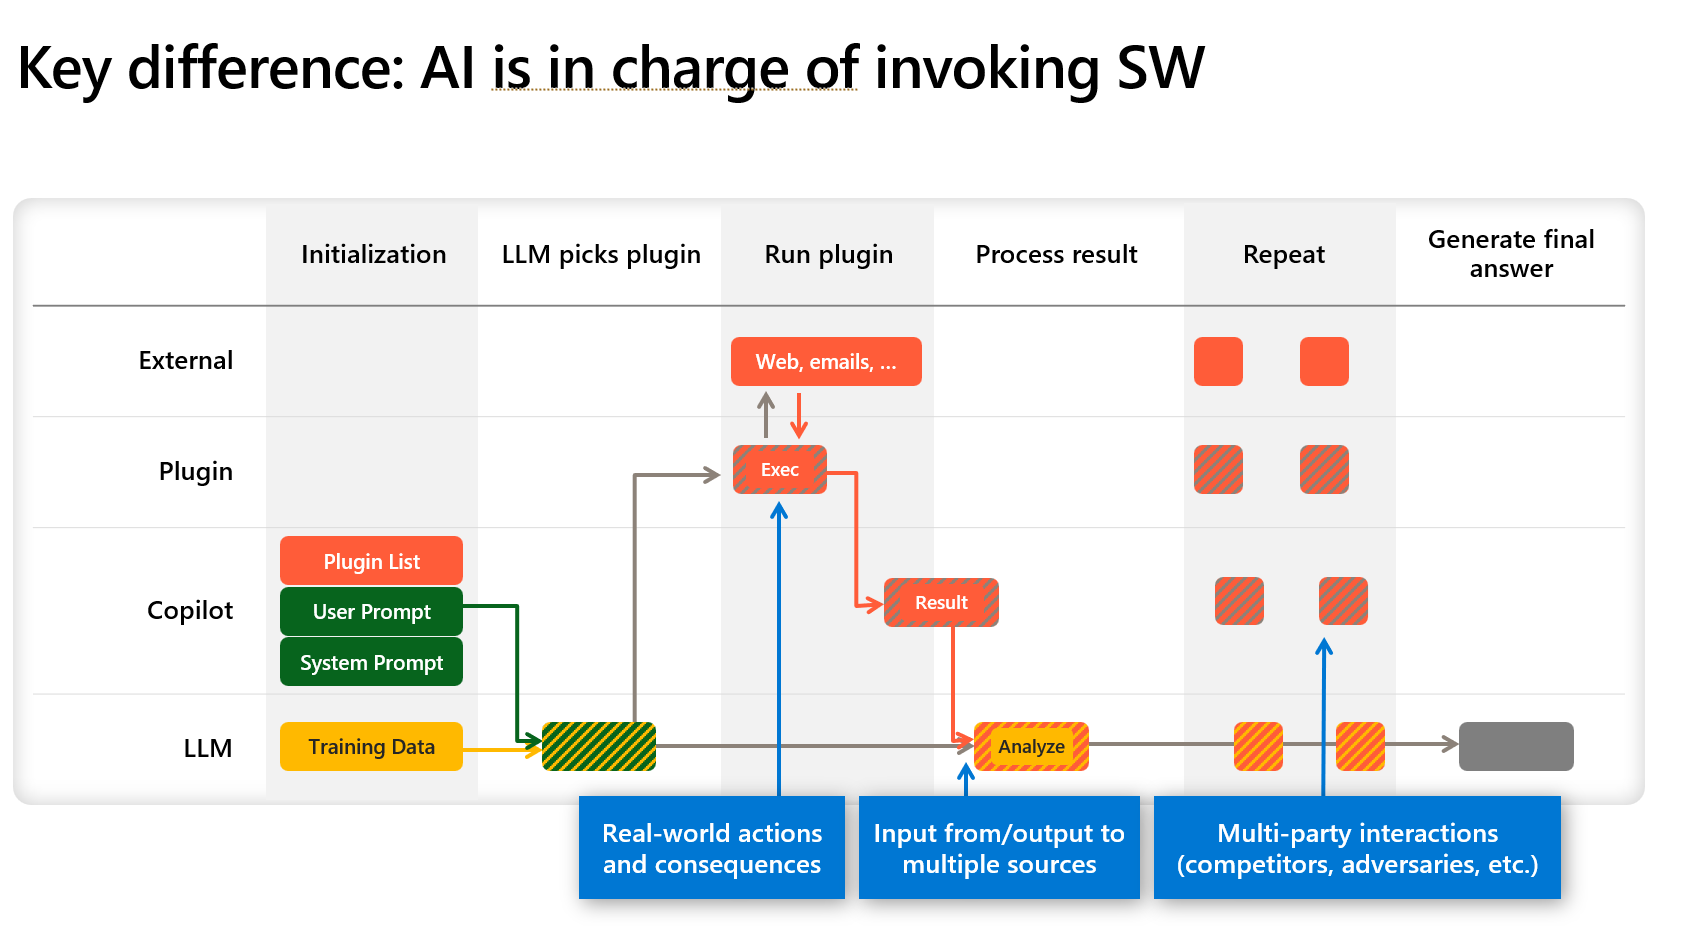 Key difference: AI is in charge of invoking SW
Initialization
LLM picks plugin
Run plugin
Process result
Repeat
Generate final
answer
External
Web, emails, ...
Plugin
Exec
Copilot
Plugin List
User Prompt
System Prompt
Result
LLM
Training Data
Analyze
Real-world actions
and consequences
Input from/output to
multiple sources
Multi-party interactions
(competitors, adversaries, etc.)